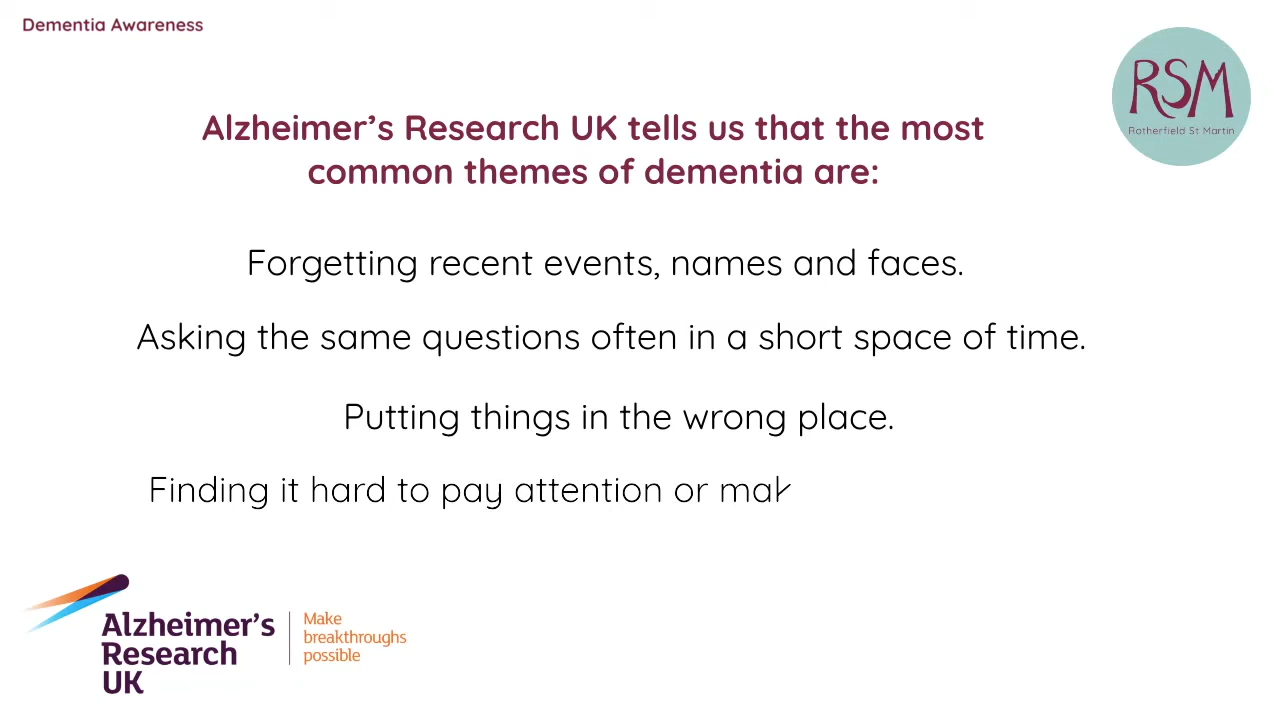 Dementia Awareness
RSM
Rotherfield St Martin
Alzheimer’s Research UK tells us that the most
common themes of dementia are:
Forgetting recent events, names and faces.
Asking the same questions often in a short space of time.
Putting things in the wrong place.
Finding it hard to pay attention or
Alzheimer’s
Research
UK
Make
breakthroughs
possible